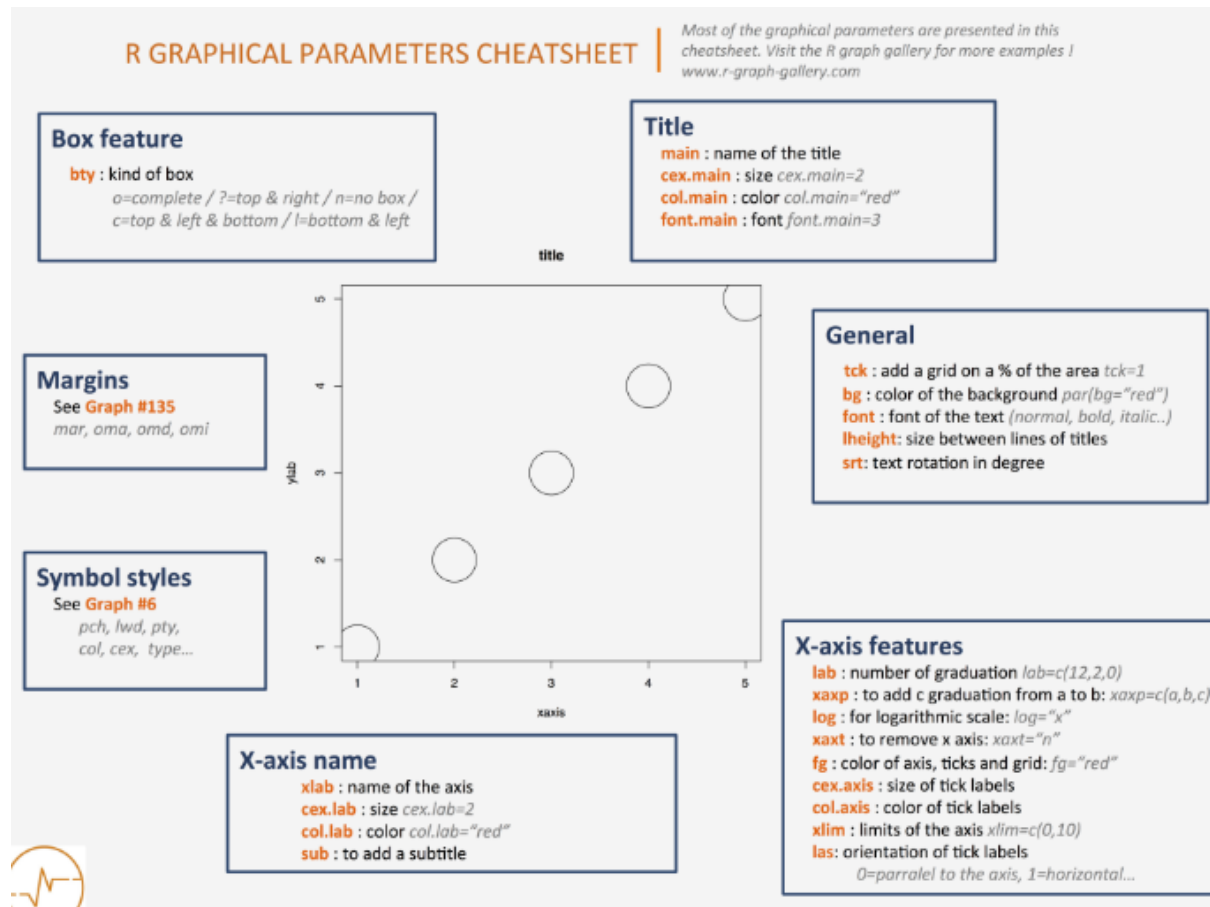 R GRAPHICAL PARAMETERS CHEATSHEET
Most of the graphical parameters are presented in this
cheatsheet. Visit the R graph gallery for more examples !
www.r-graph-gallery.com
Box feature
bty : kind of box
o=complete / ?=top & right / n=no box /
c=top & left & bottom / l=bottom & left
Title
main : name of the title
cex.main : size cex.main=2
col.main : color col.main=“red”
font.main : font font.main=3
Margins
See Graph #135
mar, oma, omd, omi
Symbol styles
See Graph #6
pch, lwd, pty,
col, cex, type...
title
ylab
5
4
3
2
1
1 2 3 4 5
xaxis
General
tck : add a grid on a % of the area tck=1
bg : color of the background par(bg=“red”)
font : font of the text (normal, bold, italic..)
lheight: size between lines of titles
srt: text rotation in degree
X-axis name
xlab : name of the axis
cex.lab : size cex.lab=2
col.lab : color col.lab=“red”
sub : to add a subtitle
X-axis features
lab : number of graduation lab=c(12,2,0)
xaxp : to add c graduation from a to b: xaxp=c(a,b,c)
log : for logarithmic scale: log=“x”
xaxt : to remove x axis: xaxt=“n”
fg : color of axis, ticks and grid: fg=“red”
cex.axis : size of tick labels
col.axis : color of tick labels
xlim : limits of the axis xlim=c(0,10)
las: orientation of tick labels
0=parralel to the axis, 1=horizontal...